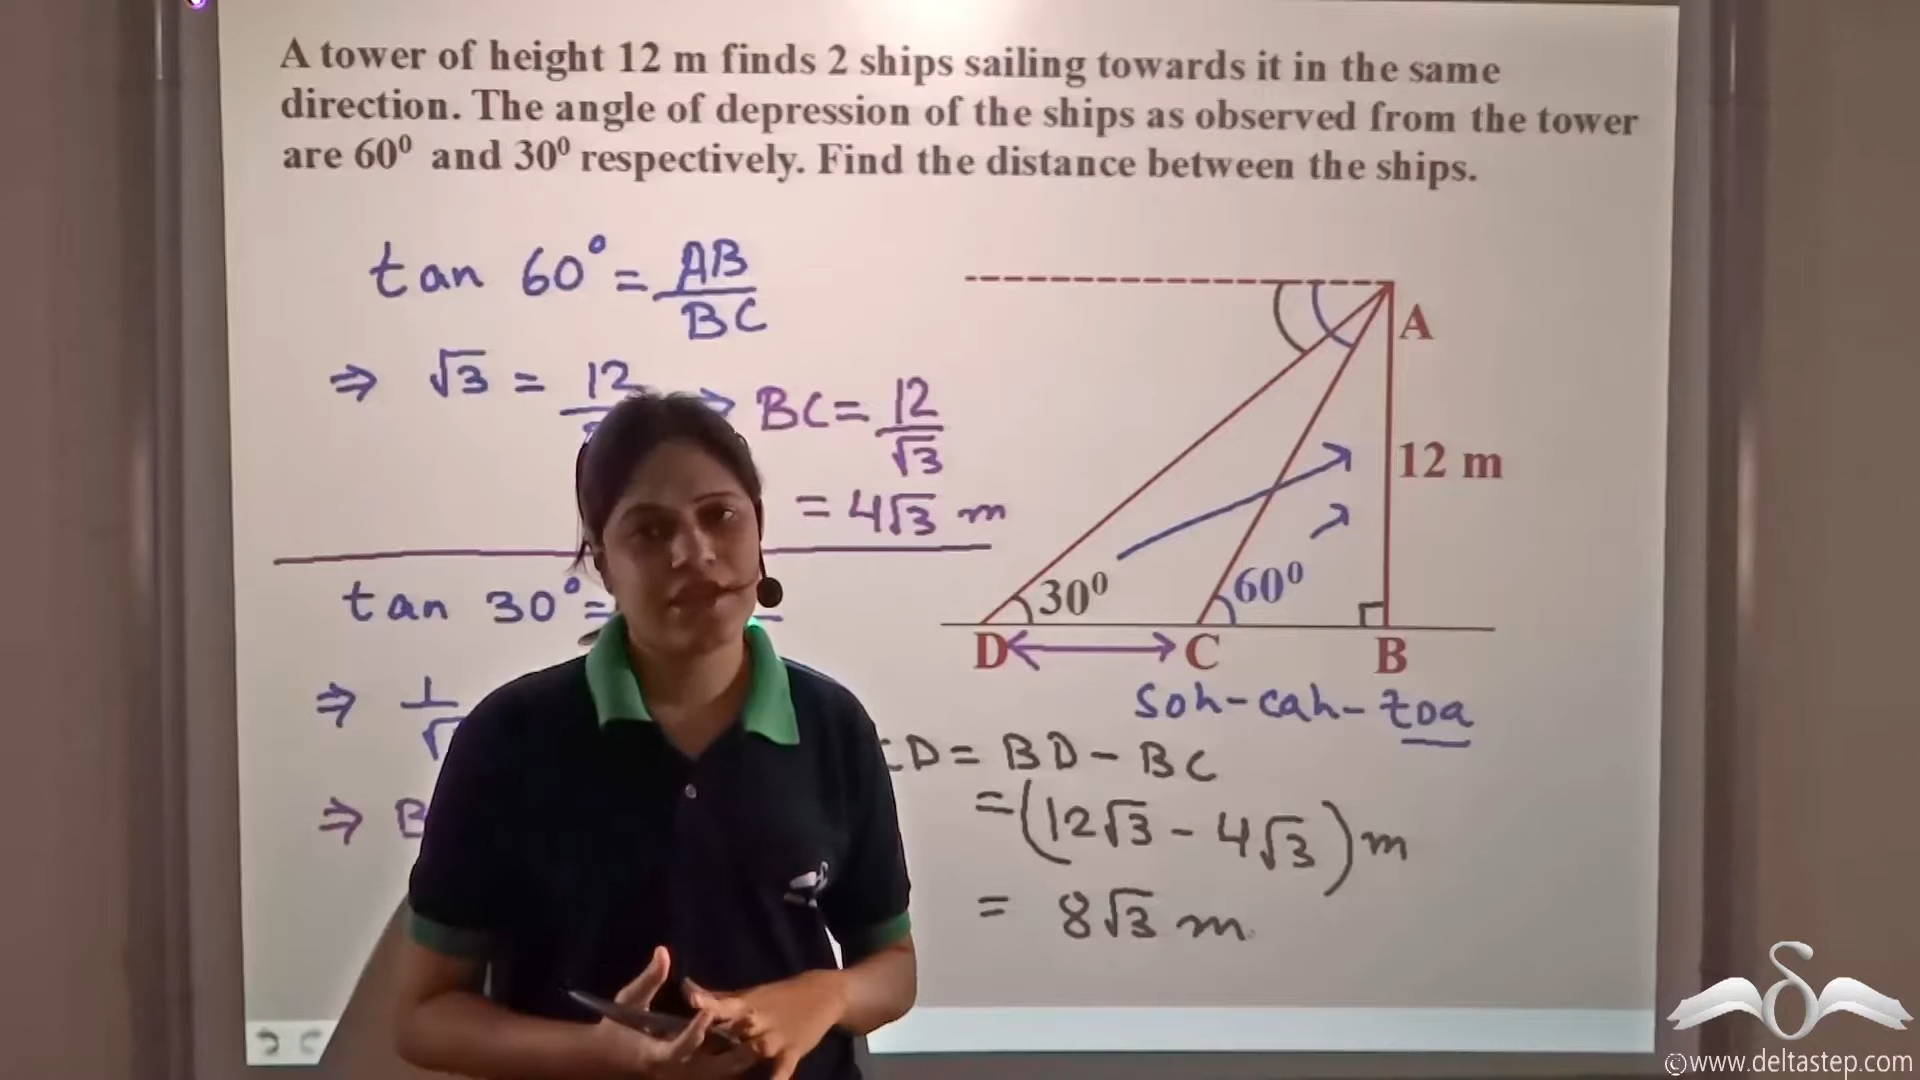 A tower of height 12 m finds 2 ships sailing towards it in the same
direction. The angle of depression of the ships as observed from the tower
are 60⁰ and 30⁰ respectively. Find the distance between the ships.
tan 60° = AB
BC
⇒ √3 = 12
BC = 12
√3
= 4√3 m
tan 30° =
⇒ 1
⇒ B
A
12 m
30⁰
60⁰
D
C
B
soh-cah-toa
CD = BD - BC
= (12√3 - 4√3) m
= 8√3 m.
©www.deltastep.com